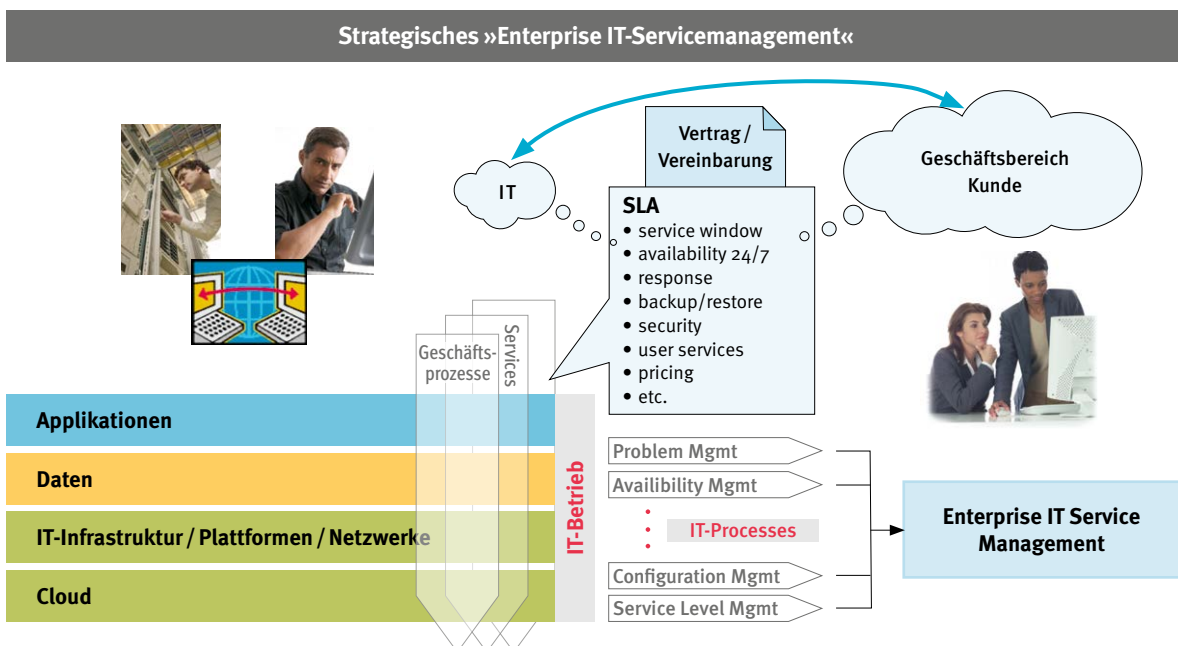 Strategisches »Enterprise IT-Servicemanagement«
Vertrag /
Vereinbarung
IT
Geschäftsbereich
Kunde
SLA
• service window
• availability 24/7
• response
• backup/restore
• security
• user services
• pricing
• etc.
Geschäfts-
prozesse
Services
Applikationen
Daten
IT-Infrastruktur / Plattformen / Netzwerke
Cloud
IT-Betrieb
Problem Mgmt
Availibility Mgmt
IT-Processes
Configuration Mgmt
Service Level Mgmt
Enterprise IT Service
Management